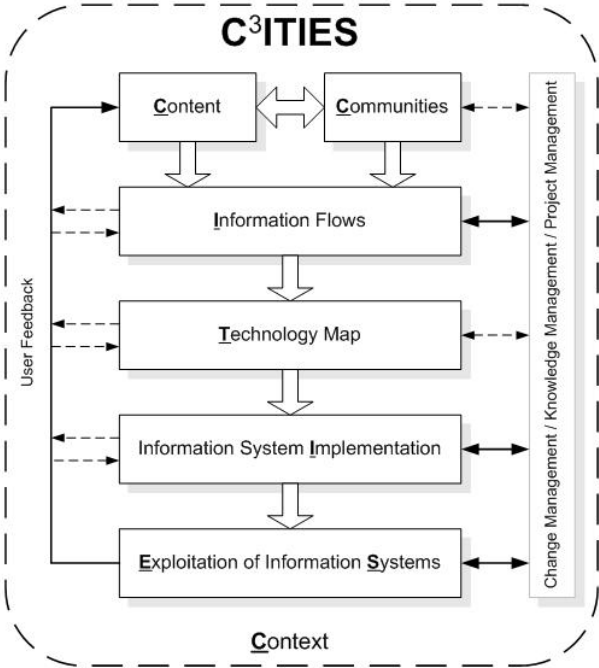 C³ITIES
Content
Communities
Information Flows
Technology Map
Information System Implementation
Exploitation of Information Systems
User Feedback
Change Management / Knowledge Management / Project Management
Context